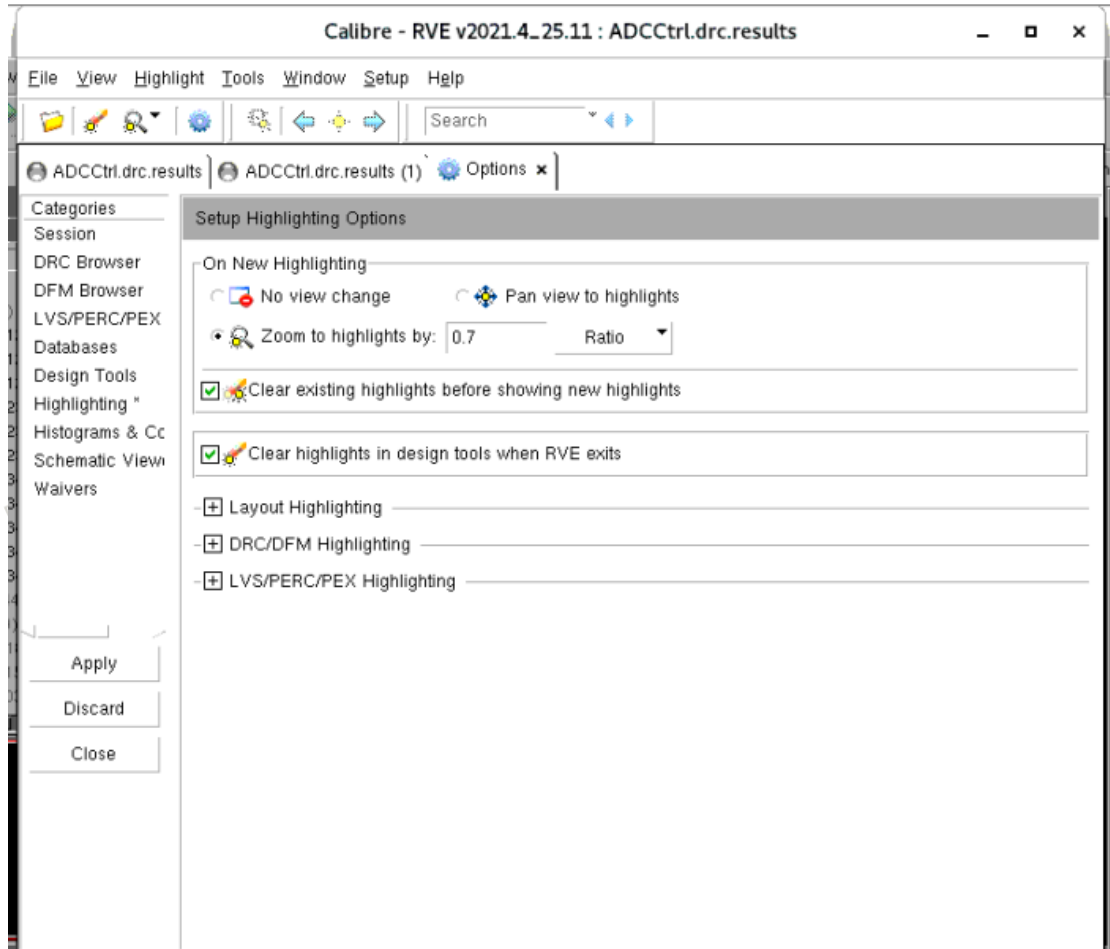 Calibre - RVE v2021.4_25.11 : ADCCtrl.drc.results
File View Highlight Tools Window Setup Help
Search
ADCCtrl.drc.results ADCCtrl.drc.results (1) Options
Categories
Session
DRC Browser
DFM Browser
LVS/PERC/PEX
Databases
Design Tools
Highlighting *
Histograms & Cc
Schematic View
Waivers
Apply
Discard
Close
Setup Highlighting Options
On New Highlighting
No view change Pan view to highlights
Zoom to highlights by: 0.7 Ratio
Clear existing highlights before showing new highlights
Clear highlights in design tools when RVE exits
Layout Highlighting
DRC/DFM Highlighting
LVS/PERC/PEX Highlighting